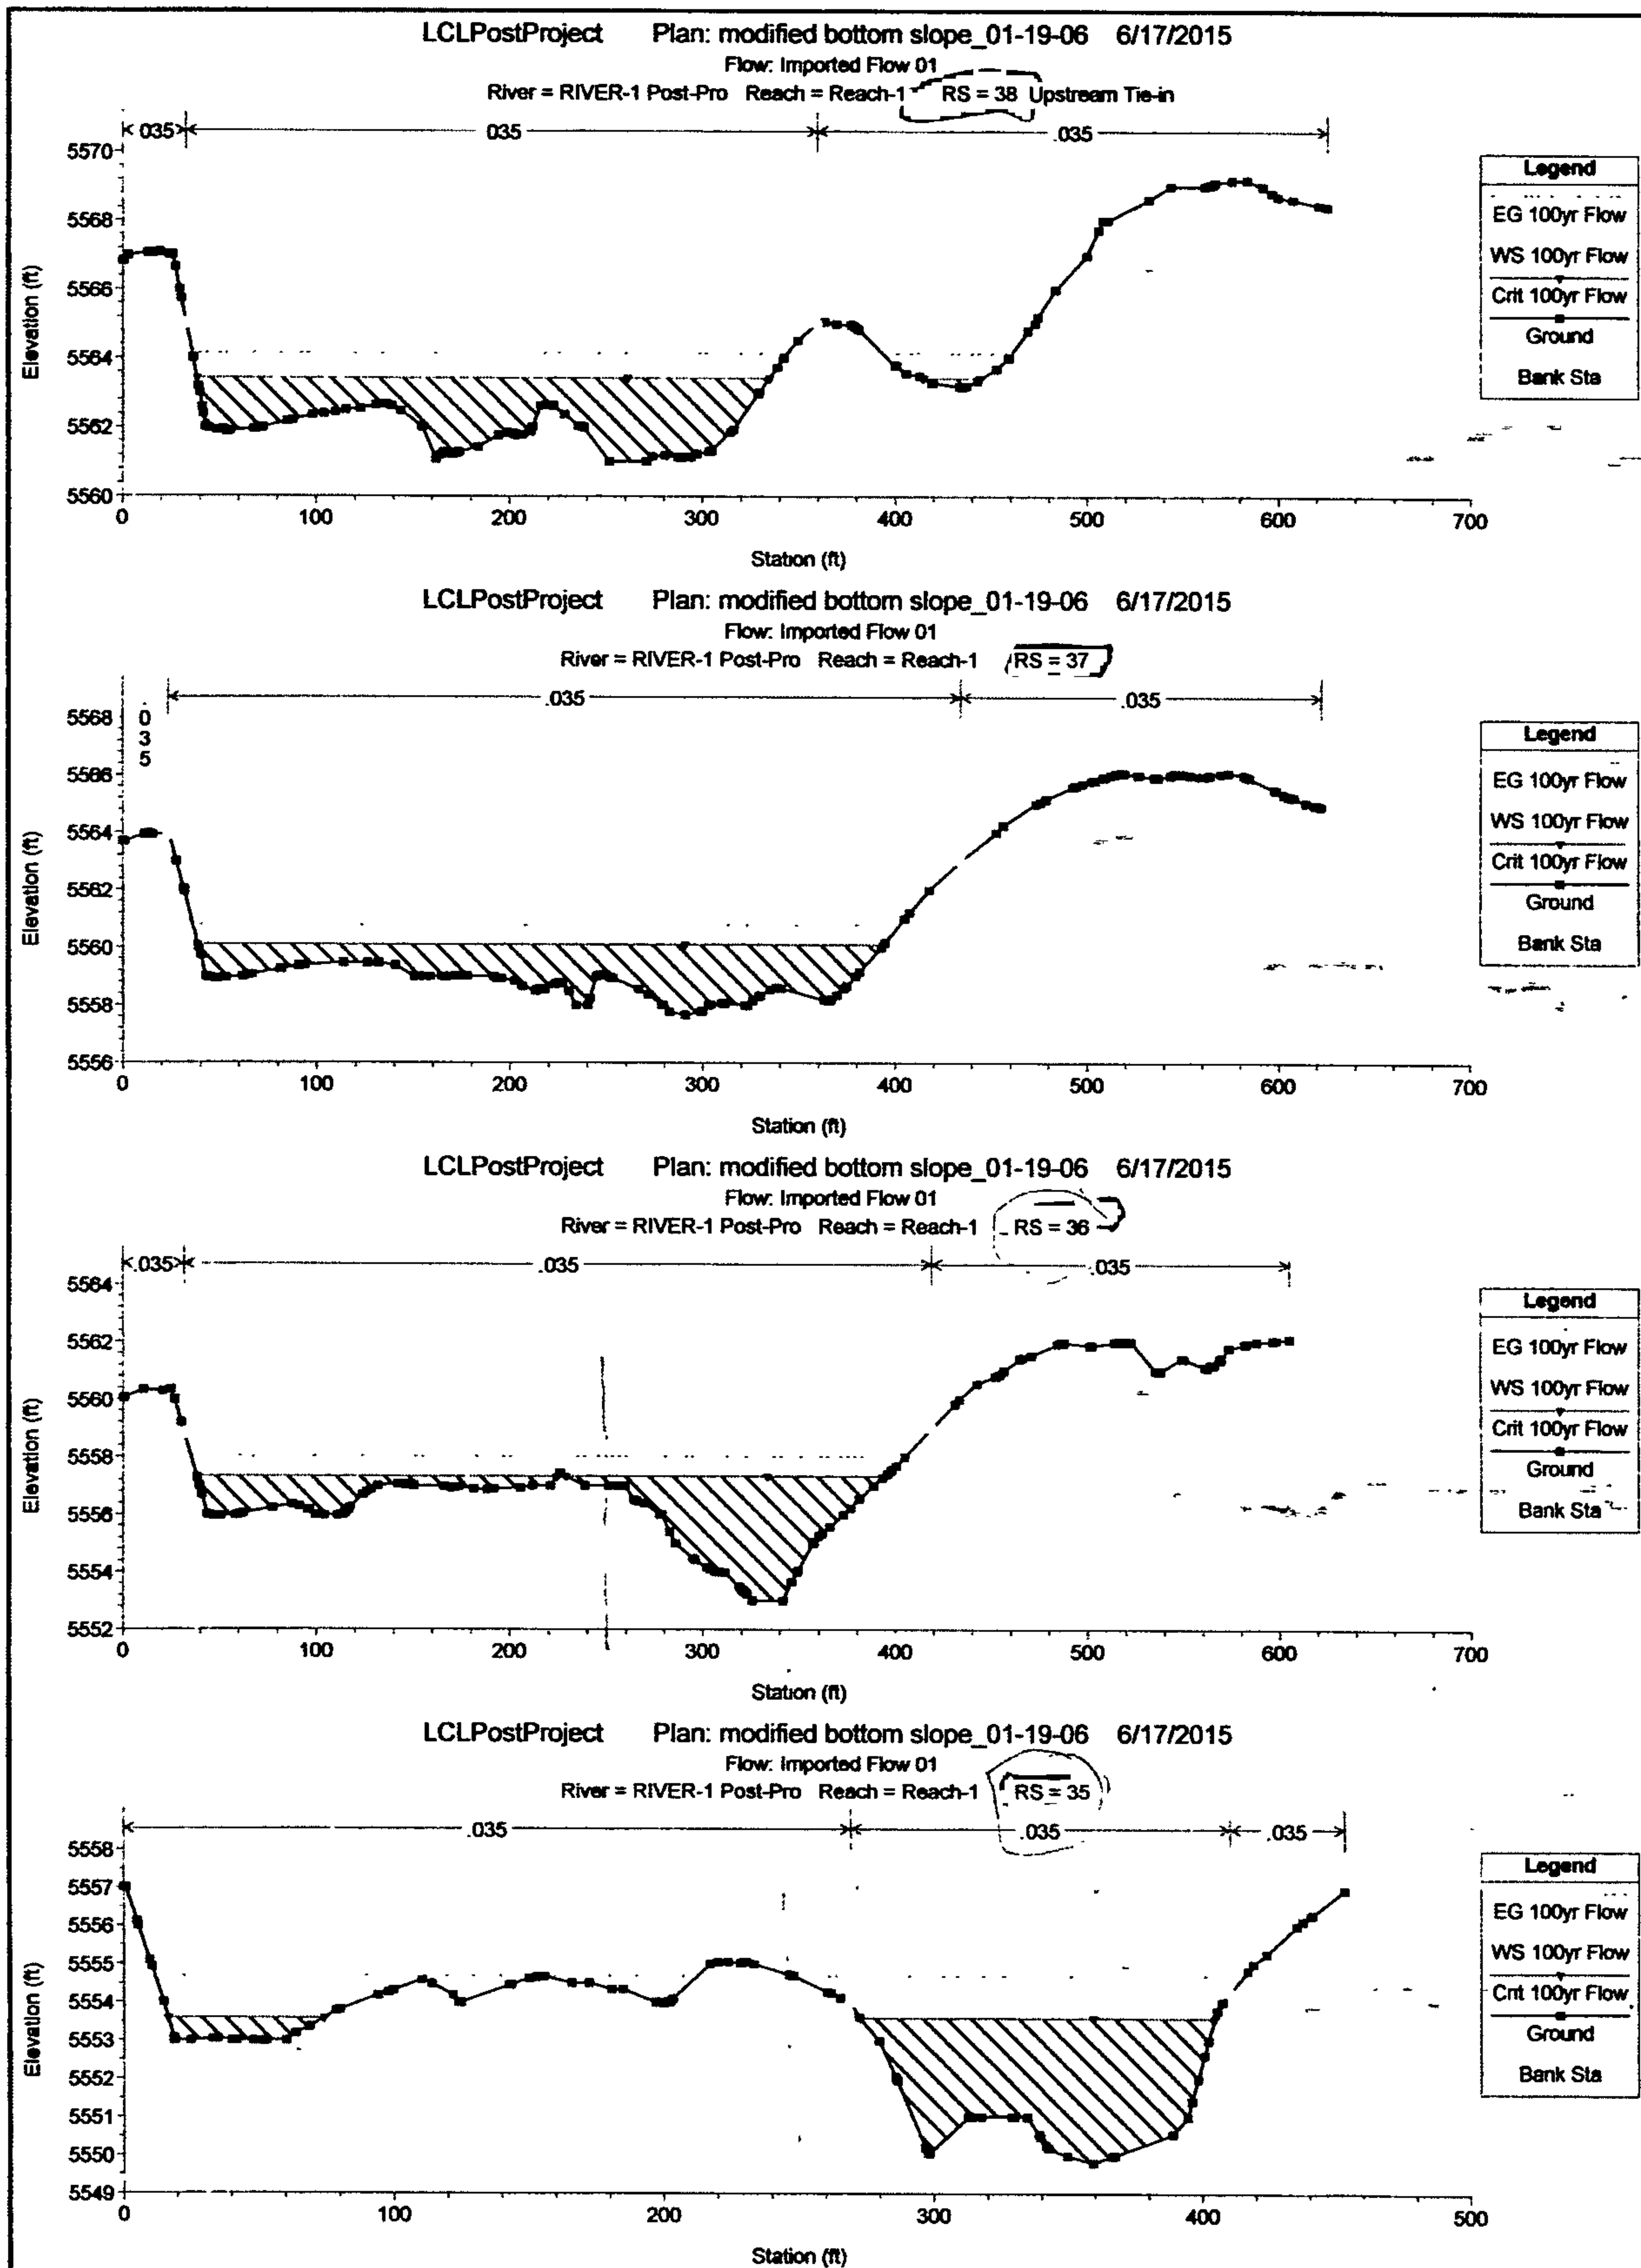 LCLPostProject Plan: modified bottom slope_01-19-06 6/17/2015
Flow: Imported Flow 01
River = RIVER-1 Post-Pro Reach = Reach-1 RS = 38 Upstream Tie-in
035 035 .035
5570
5568
5566
5564
5562
5560
Elevation (ft)
0 100 200 300 400 500 600 700
Station (ft)
Legend
EG 100yr Flow
WS 100yr Flow
Crit 100yr Flow
Ground
Bank Sta
LCLPostProject Plan: modified bottom slope_01-19-06 6/17/2015
Flow: Imported Flow 01
River = RIVER-1 Post-Pro Reach = Reach-1 RS = 37
.035 .035 .035
5568
5566
5564
5562
5560
5558
5556
Elevation (ft)
0 100 200 300 400 500 600 700
Station (ft)
Legend
EG 100yr Flow
WS 100yr Flow
Crit 100yr Flow
Ground
Bank Sta
LCLPostProject Plan: modified bottom slope_01-19-06 6/17/2015
Flow: Imported Flow 01
River = RIVER-1 Post-Pro Reach = Reach-1 RS = 36
.035 .035 .035
5564
5562
5560
5558
5556
5554
5552
Elevation (ft)
0 100 200 300 400 500 600 700
Station (ft)
Legend
EG 100yr Flow
WS 100yr Flow
Crit 100yr Flow
Ground
Bank Sta
LCLPostProject Plan: modified bottom slope_01-19-06 6/17/2015
Flow: Imported Flow 01
River = RIVER-1 Post-Pro Reach = Reach-1 RS = 35
.035 .035 .035
5558
5557
5556
5555
5554
5553
5552
5551
5550
5549
Elevation (ft)
0 100 200 300 400 500
Station (ft)
Legend
EG 100yr Flow
WS 100yr Flow
Crit 100yr Flow
Ground
Bank Sta